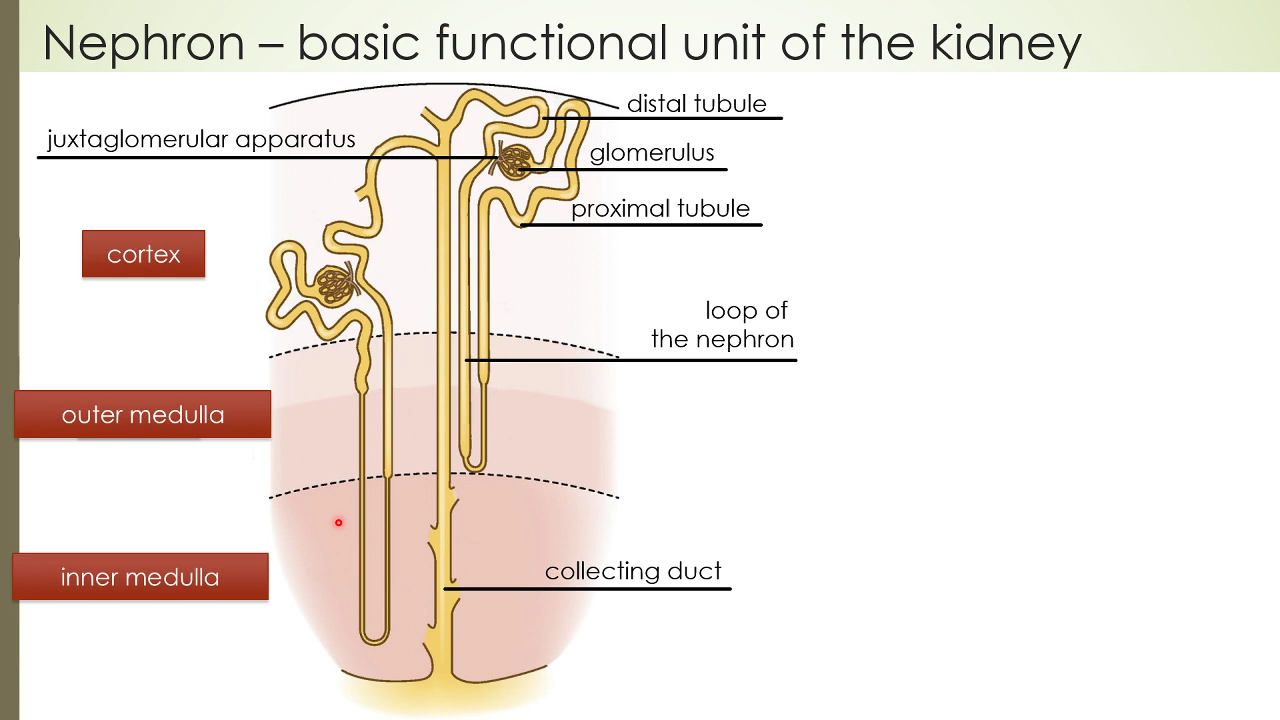 Nephron – basic functional unit of the kidney
distal tubule
juxtaglomerular apparatus
glomerulus
proximal tubule
cortex
loop of
the nephron
outer medulla
inner medulla
collecting duct